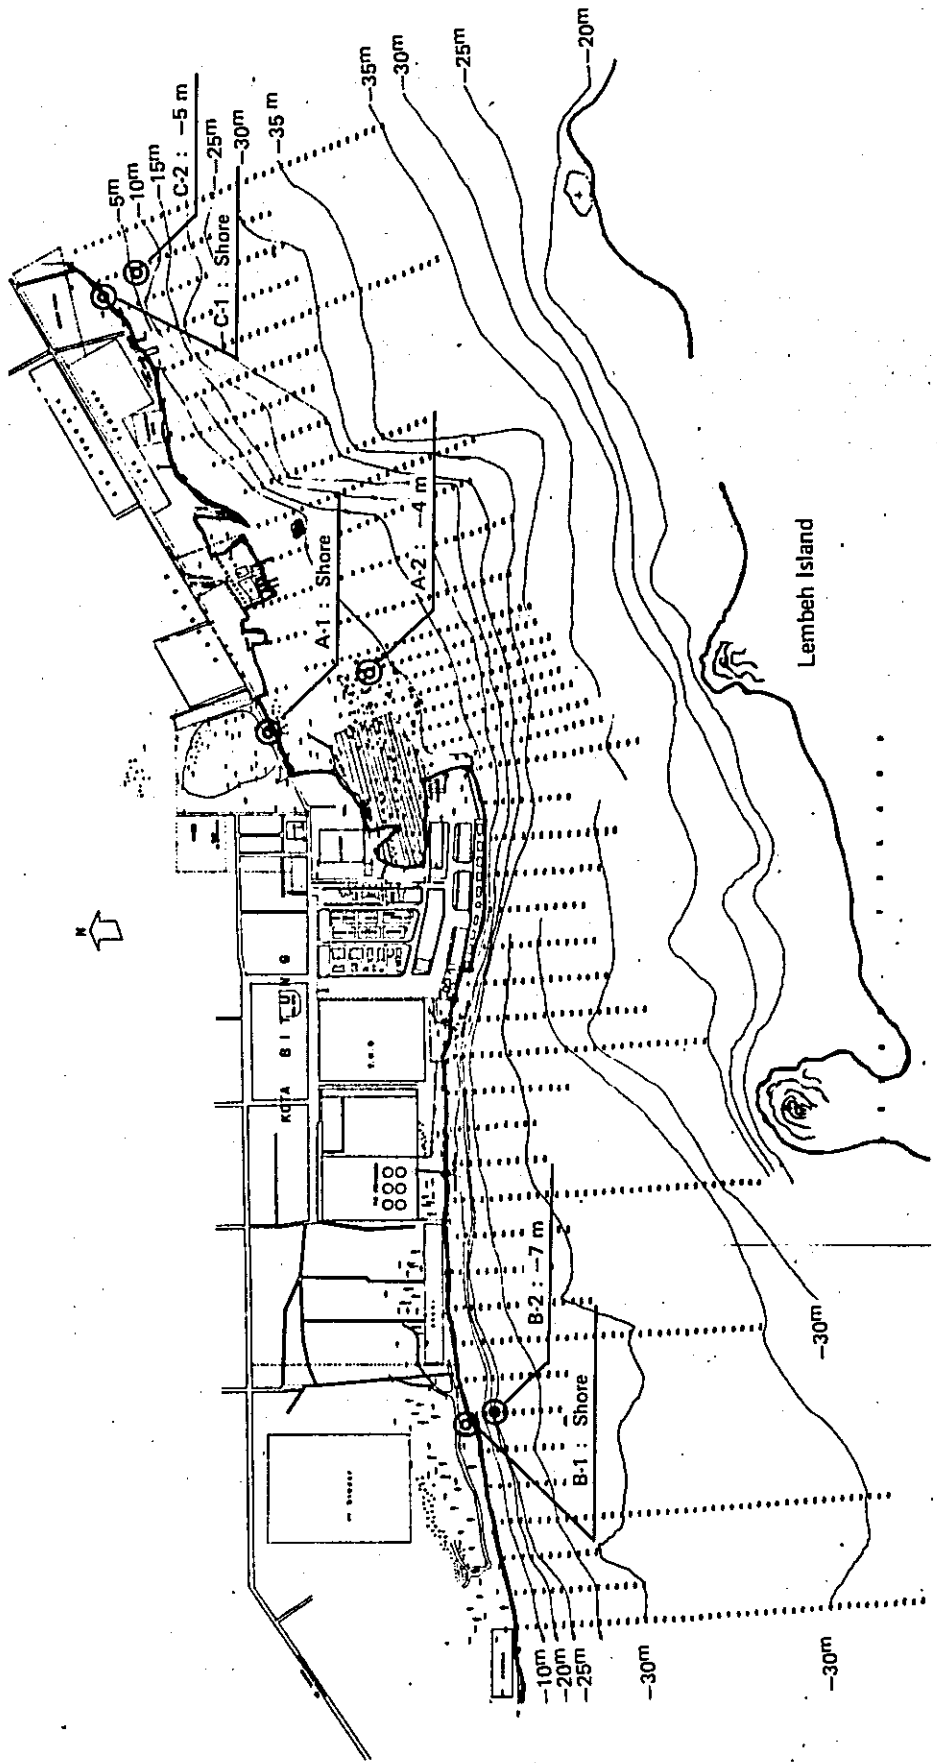 N
KOTA BITUNG
-5m
-10m
-15m
C-2 : -5 m
-25m
-30m
C-1 : Shore
-35 m
-35m
-30m
-25m
-20m
A-1 : Shore
A-2 : -4 m
B-2 : -7 m
B-1 : Shore
-10m
-20m
-25m
-30m
-30m
-30m
Lembeh Island